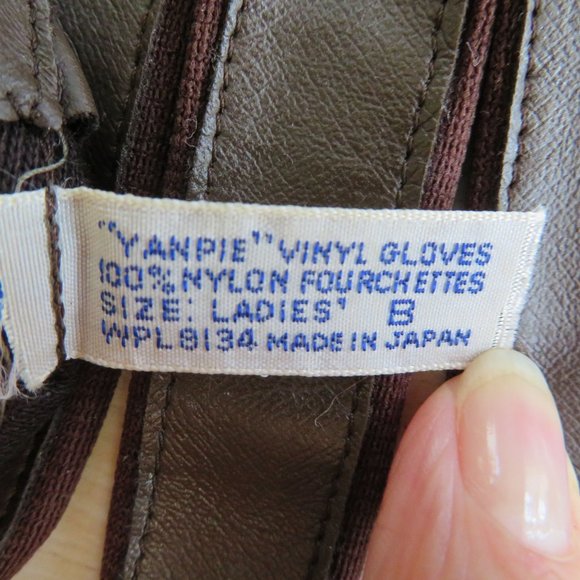 "YANPIE" VINYL GLOVES
100% NYLON FOURCHETTES
SIZE: LADIES' B
WPL8134 MADE IN JAPAN